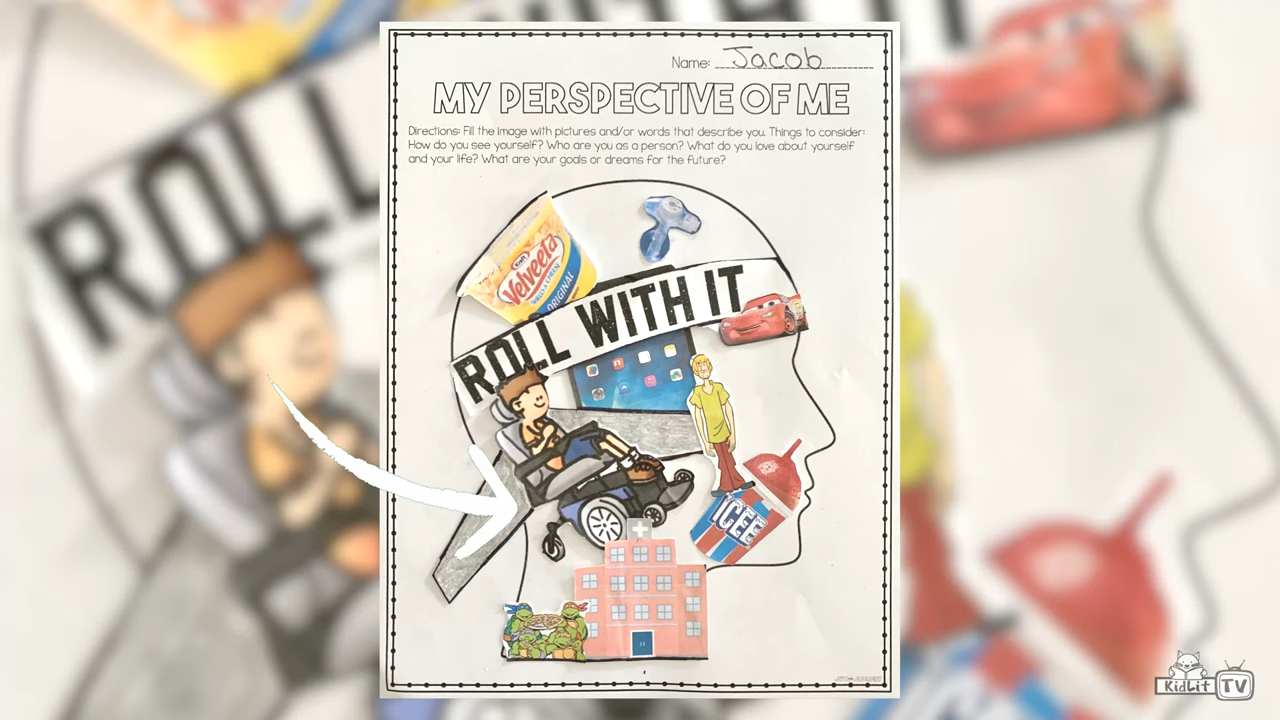 Name: Jacob
MY PERSPECTIVE OF ME
Directions: Fill the image with pictures and/or words that describe you. Things to consider:
How do you see yourself? Who are you as a person? What do you love about yourself
and your life? What are your goals or dreams for the future?
Kraft
Velveeta
SHELLS & CHEESE
ORIGINAL
ROLL WITH IT
ICEE
ROLL
KidLit TV